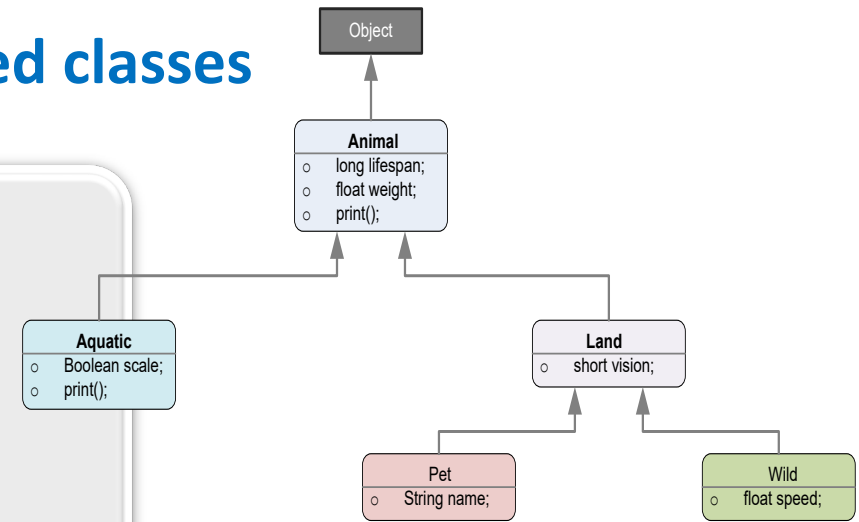 ed classes
Object
Animal
○ long lifespan;
○ float weight;
○ print();
Aquatic
○ Boolean scale;
○ print();
Land
○ short vision;
Pet
○ String name;
Wild
○ float speed;